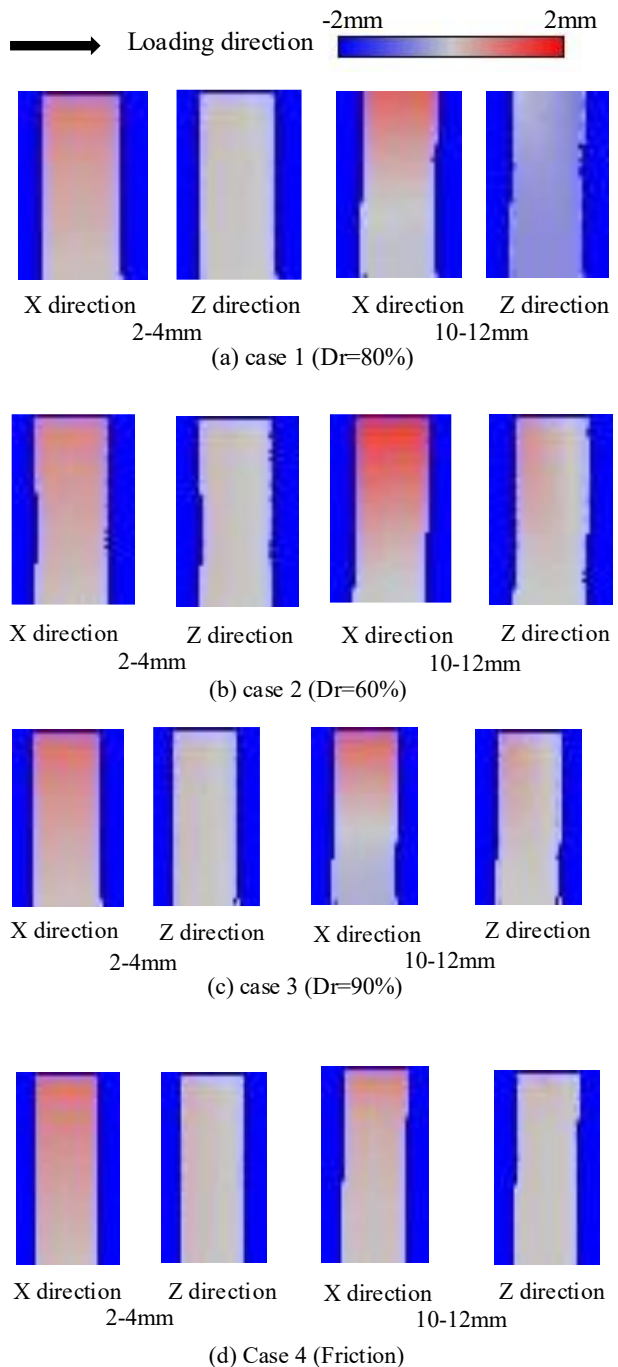 -2mm 2mm
Loading direction
X direction Z direction X direction Z direction
2-4mm 10-12mm
(a) case 1 (Dr=80%)
X direction Z direction X direction Z direction
2-4mm 10-12mm
(b) case 2 (Dr=60%)
X direction Z direction X direction Z direction
2-4mm 10-12mm
(c) case 3 (Dr=90%)
X direction Z direction X direction Z direction
2-4mm 10-12mm
(d) Case 4 (Friction)